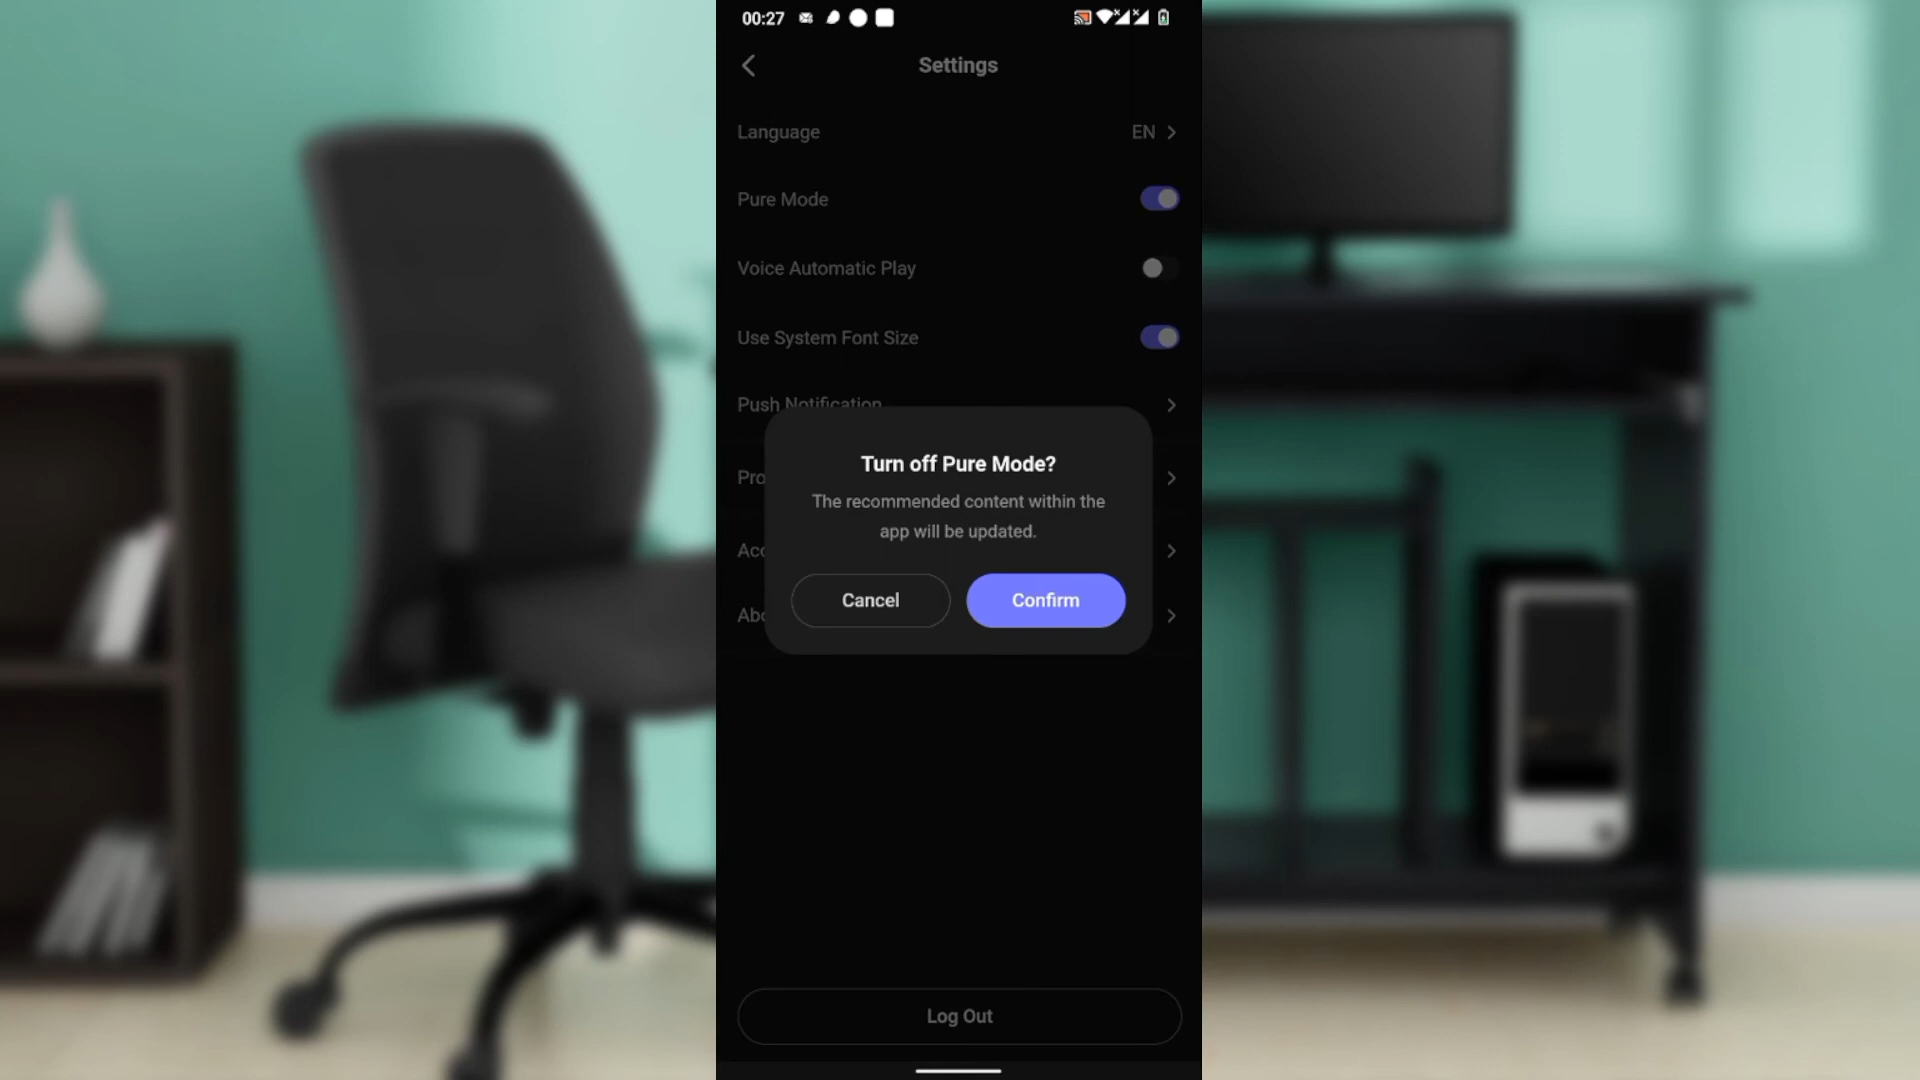 00:27
Settings
Language EN
Pure Mode
Voice Automatic Play
Use System Font Size
Push Notification
Turn off Pure Mode?
The recommended content within the
app will be updated.
Cancel Confirm
Log Out